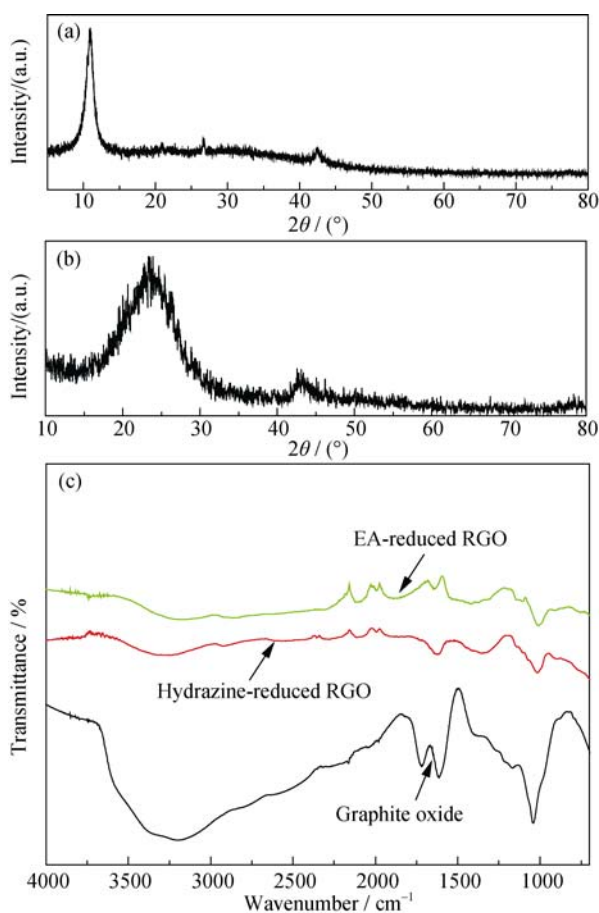 (a)
Intensity/(a.u.)
10 20 30 40 50 60 70 80
2θ / (°)
(b)
Intensity/(a.u.)
10 20 30 40 50 60 70 80
2θ / (°)
(c)
EA-reduced RGO
Hydrazine-reduced RGO
Graphite oxide
Transmittance / %
4000 3500 3000 2500 2000 1500 1000
Wavenumber / cm⁻¹